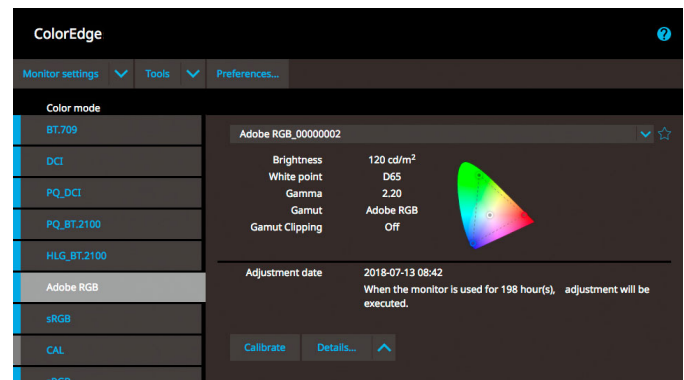 ColorEdge
?
Monitor settings Tools Preferences...
Color mode
BT.709
DCI
PQ_DCI
PQ_BT.2100
HLG_BT.2100
Adobe RGB
sRGB
CAL
Adobe RGB_00000002
Brightness 120 cd/m²
White point D65
Gamma 2.20
Gamut Adobe RGB
Gamut Clipping Off
Adjustment date 2018-07-13 08:42
When the monitor is used for 198 hour(s), adjustment will be
executed.
Calibrate Details...